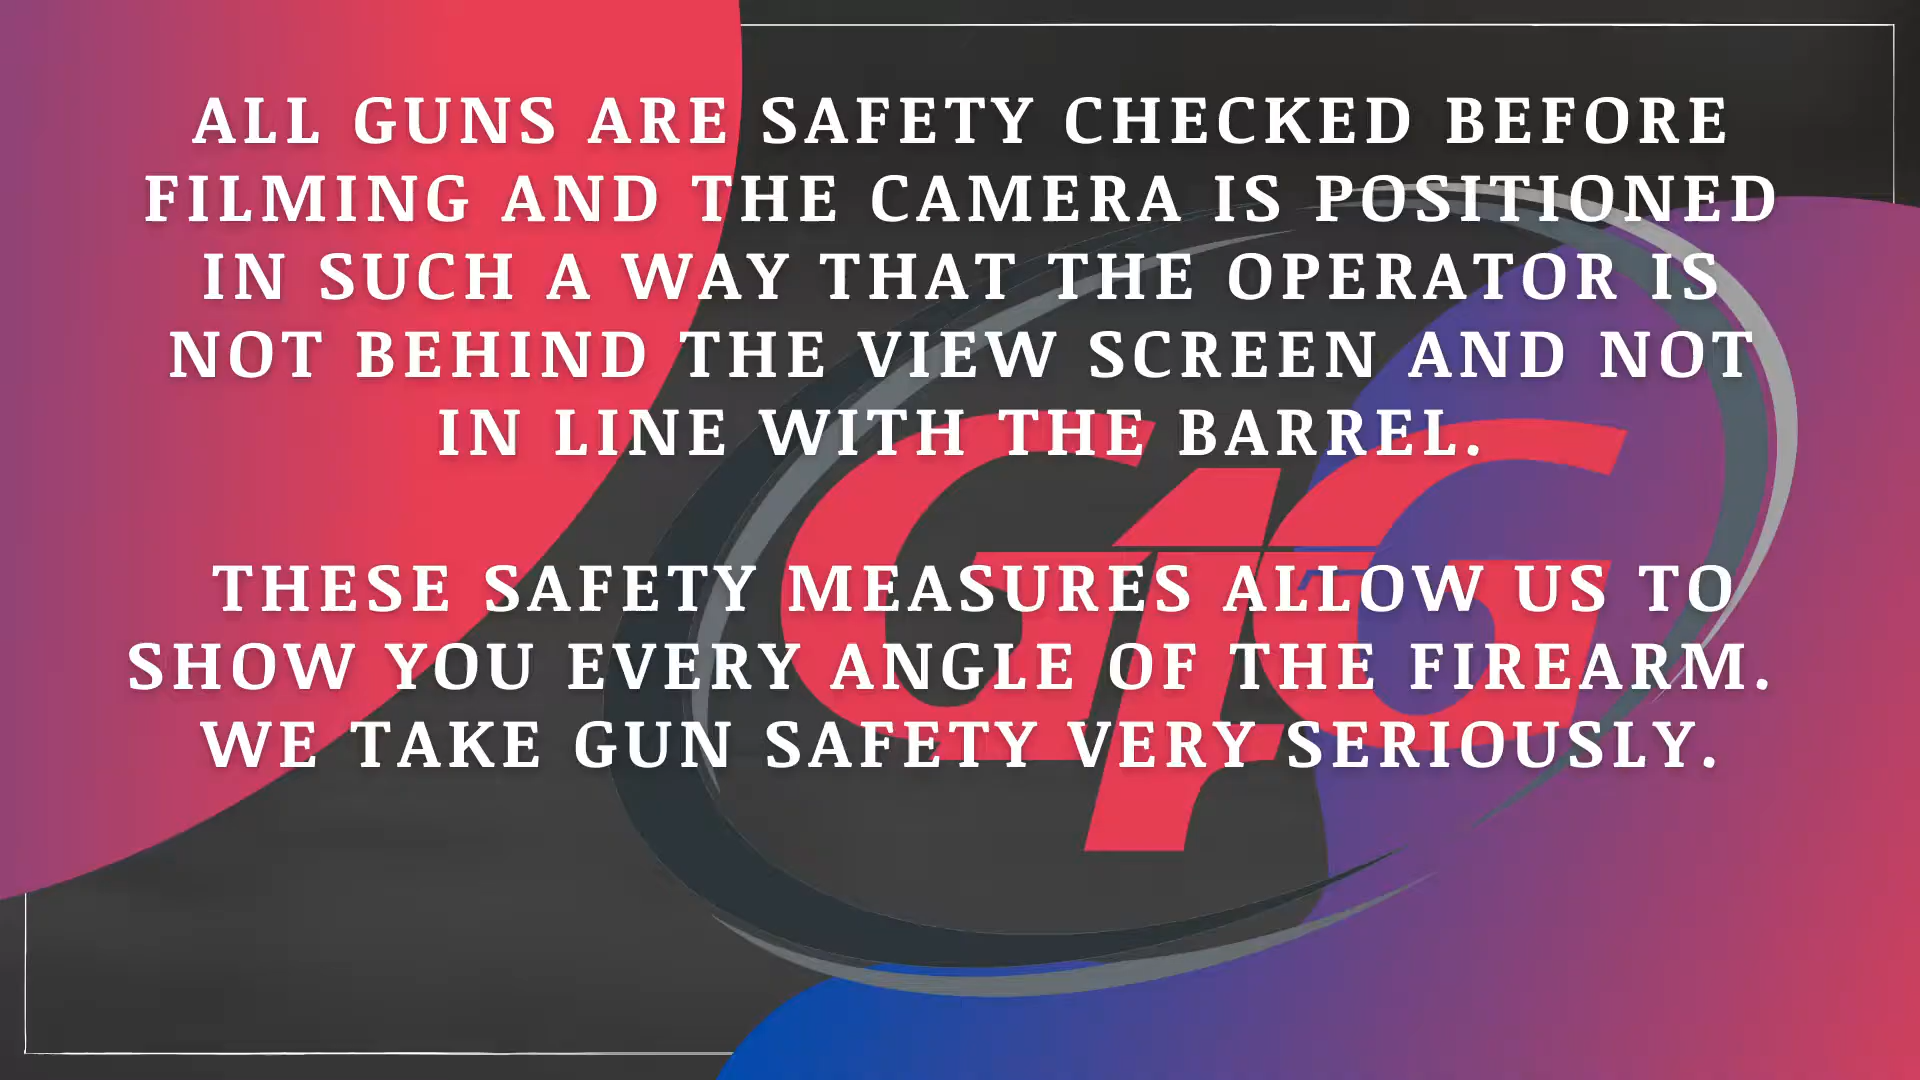 ALL GUNS ARE SAFETY CHECKED BEFORE
FILMING AND THE CAMERA IS POSITIONED
IN SUCH A WAY THAT THE OPERATOR IS
NOT BEHIND THE VIEW SCREEN AND NOT
IN LINE WITH THE BARREL.
THESE SAFETY MEASURES ALLOW US TO
SHOW YOU EVERY ANGLE OF THE FIREARM.
WE TAKE GUN SAFETY VERY SERIOUSLY.